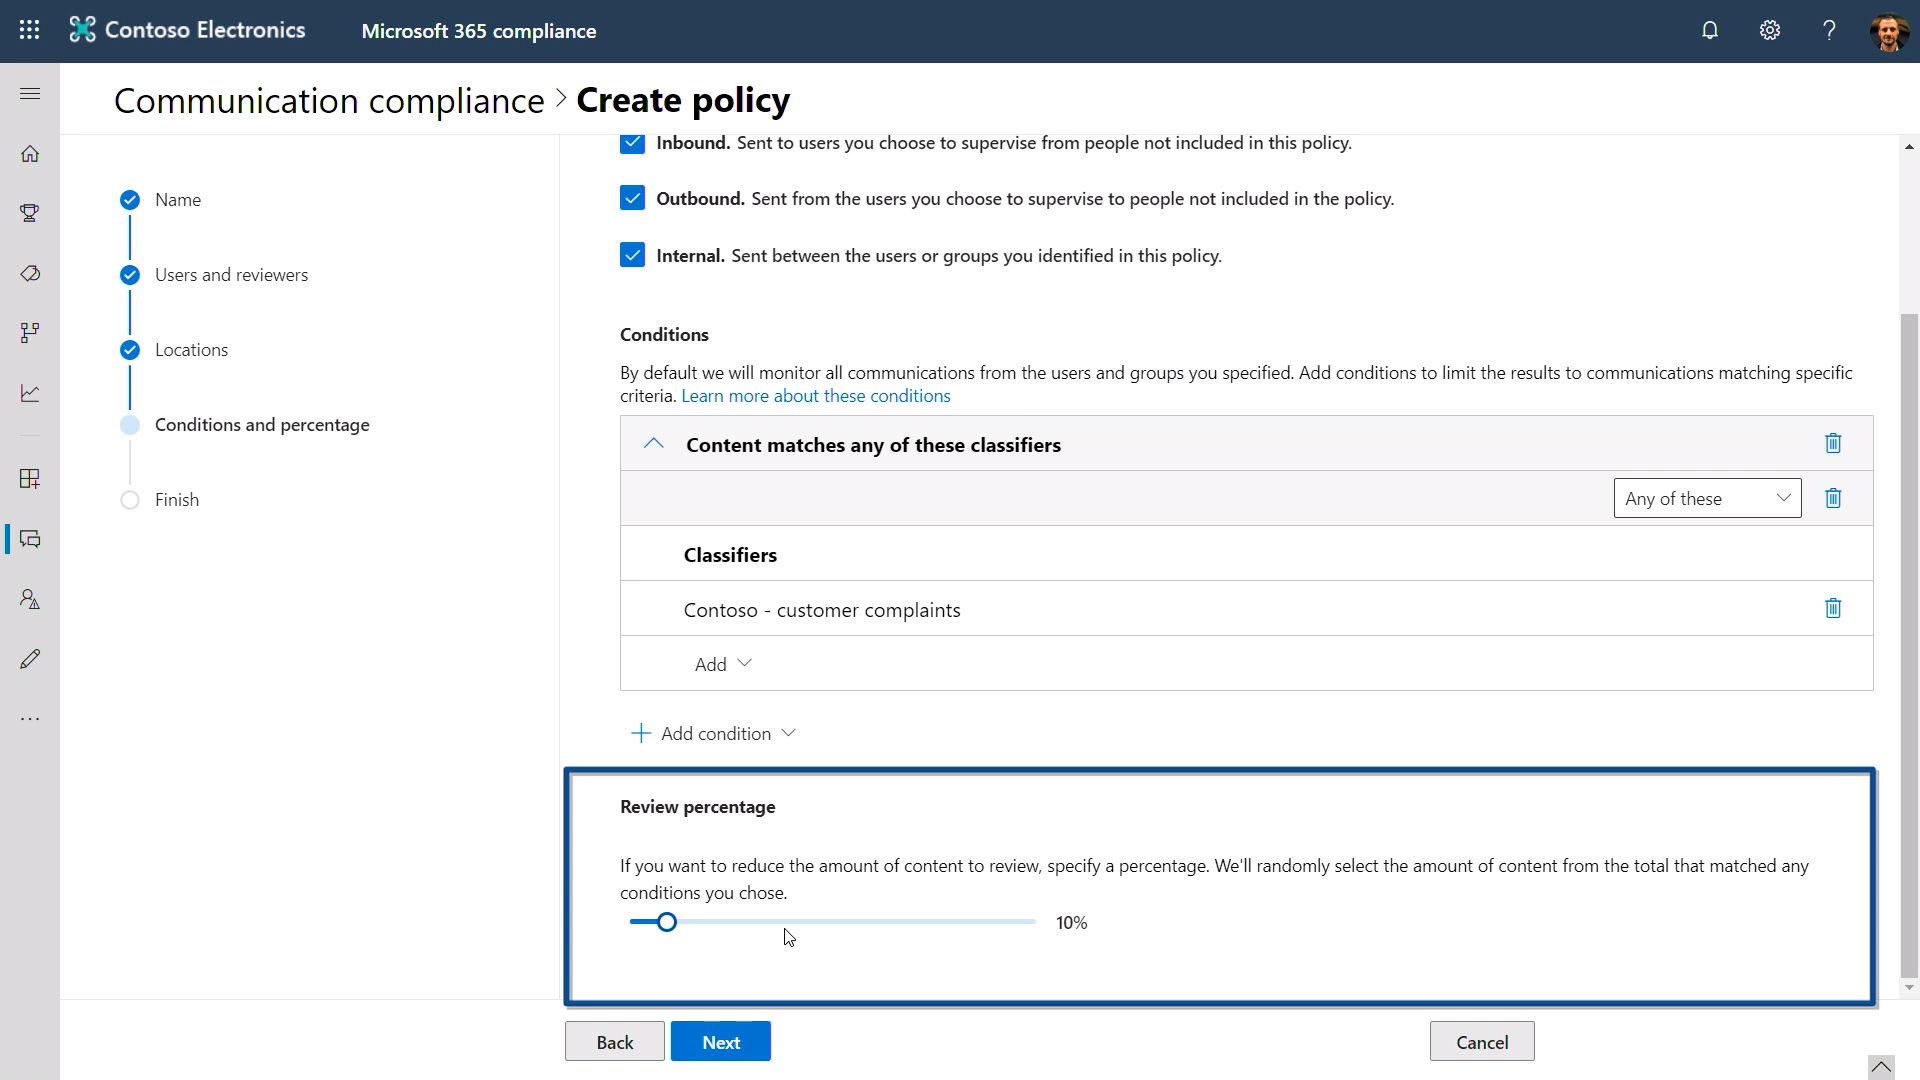 Contoso Electronics
Microsoft 365 compliance
Communication compliance > Create policy
Name
Users and reviewers
Locations
Conditions and percentage
Finish
Inbound. Sent to users you choose to supervise from people not included in this policy.
Outbound. Sent from the users you choose to supervise to people not included in the policy.
Internal. Sent between the users or groups you identified in this policy.
Conditions
By default we will monitor all communications from the users and groups you specified. Add conditions to limit the results to communications matching specific
criteria. Learn more about these conditions
Content matches any of these classifiers
Any of these
Classifiers
Contoso - customer complaints
Add
Add condition
Review percentage
If you want to reduce the amount of content to review, specify a percentage. We'll randomly select the amount of content from the total that matched any
conditions you chose.
10%
Back
Next
Cancel